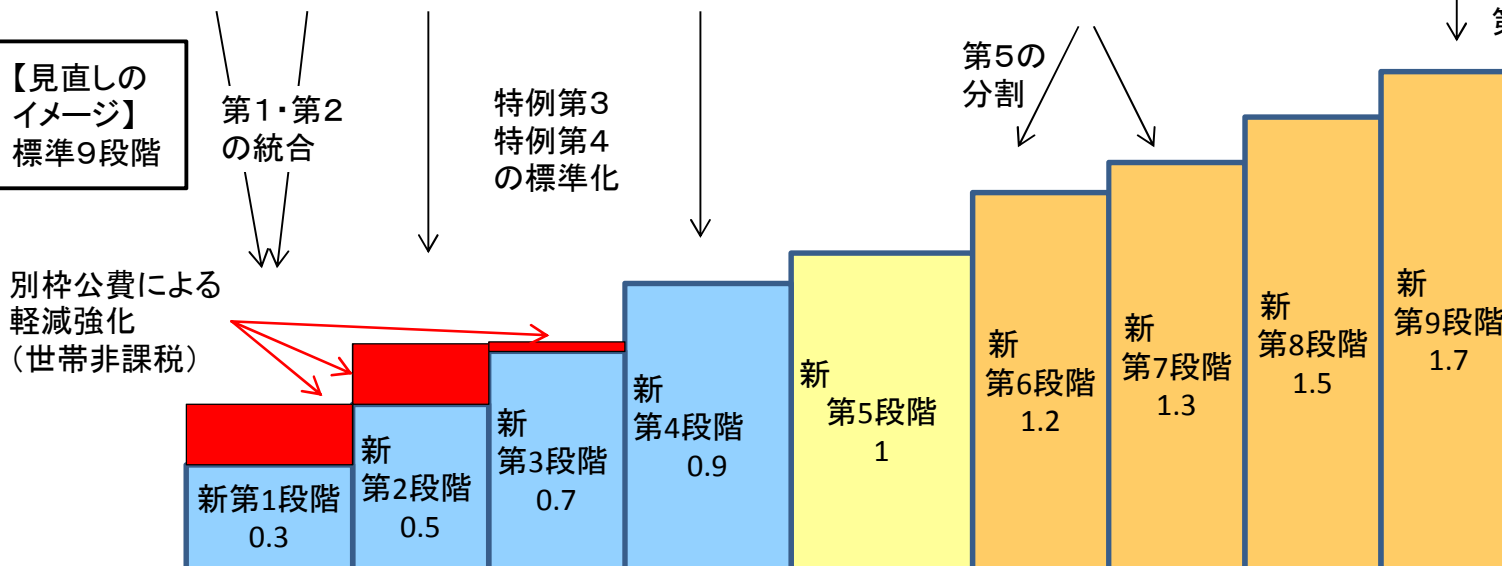 【見直しの
イメージ】
標準9段階
第1・第2
の統合
特例第3
特例第4
の標準化
第5の
分割
第
別枠公費による
軽減強化
(世帯非課税)
新第1段階
0.3
新
第2段階
0.5
新
第3段階
0.7
新
第4段階
0.9
新
第5段階
1
新
第6段階
1.2
新
第7段階
1.3
新
第8段階
1.5
新
第9段階
1.7